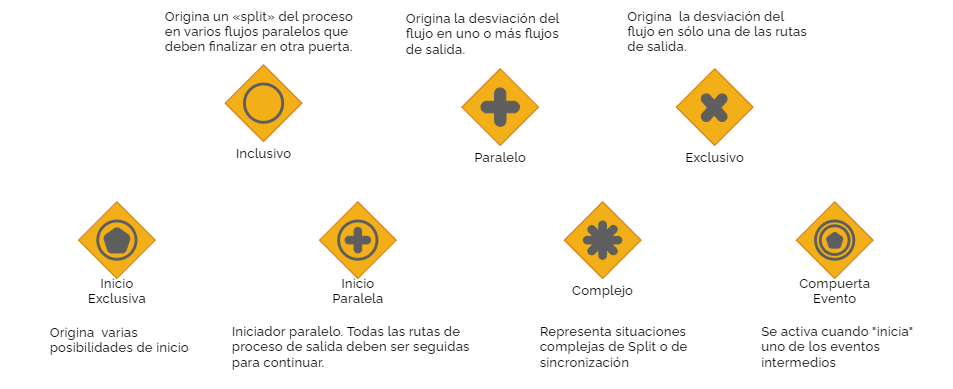 Origina un «split» del proceso
en varios flujos paralelos que
deben finalizar en otra puerta.
Inclusivo
Origina la desviación del
flujo en uno o más flujos
de salida.
Paralelo
Origina la desviación del
flujo en sólo una de las rutas
de salida.
Exclusivo
Inicio
Exclusiva
Origina varias
posibilidades de inicio
Inicio
Paralela
Iniciador paralelo. Todas las rutas de
proceso de salida deben ser seguidas
para continuar.
Complejo
Representa situaciones
complejas de Split o de
sincronización
Compuerta
Evento
Se activa cuando "inicia"
uno de los eventos
intermedios